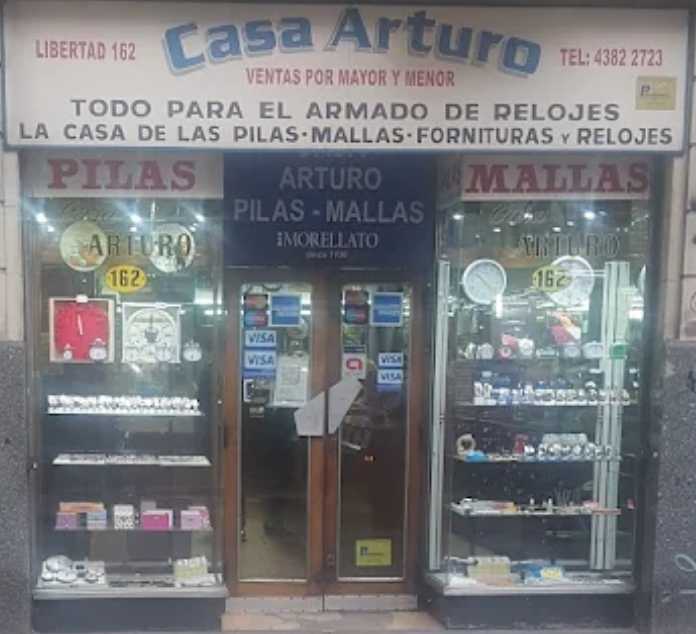 Casa Arturo
LIBERTAD 162
TEL: 4382 2723
VENTAS POR MAYOR Y MENOR
TODO PARA EL ARMADO DE RELOJES
LA CASA DE LAS PILAS·MALLAS·FORNITURAS Y RELOJES
PILAS
ARTURO
PILAS - MALLAS
MORELLATO
since 1930
MALLAS
ARTURO
162
ARTURO
162
VISA
VISA
VISA
VISA